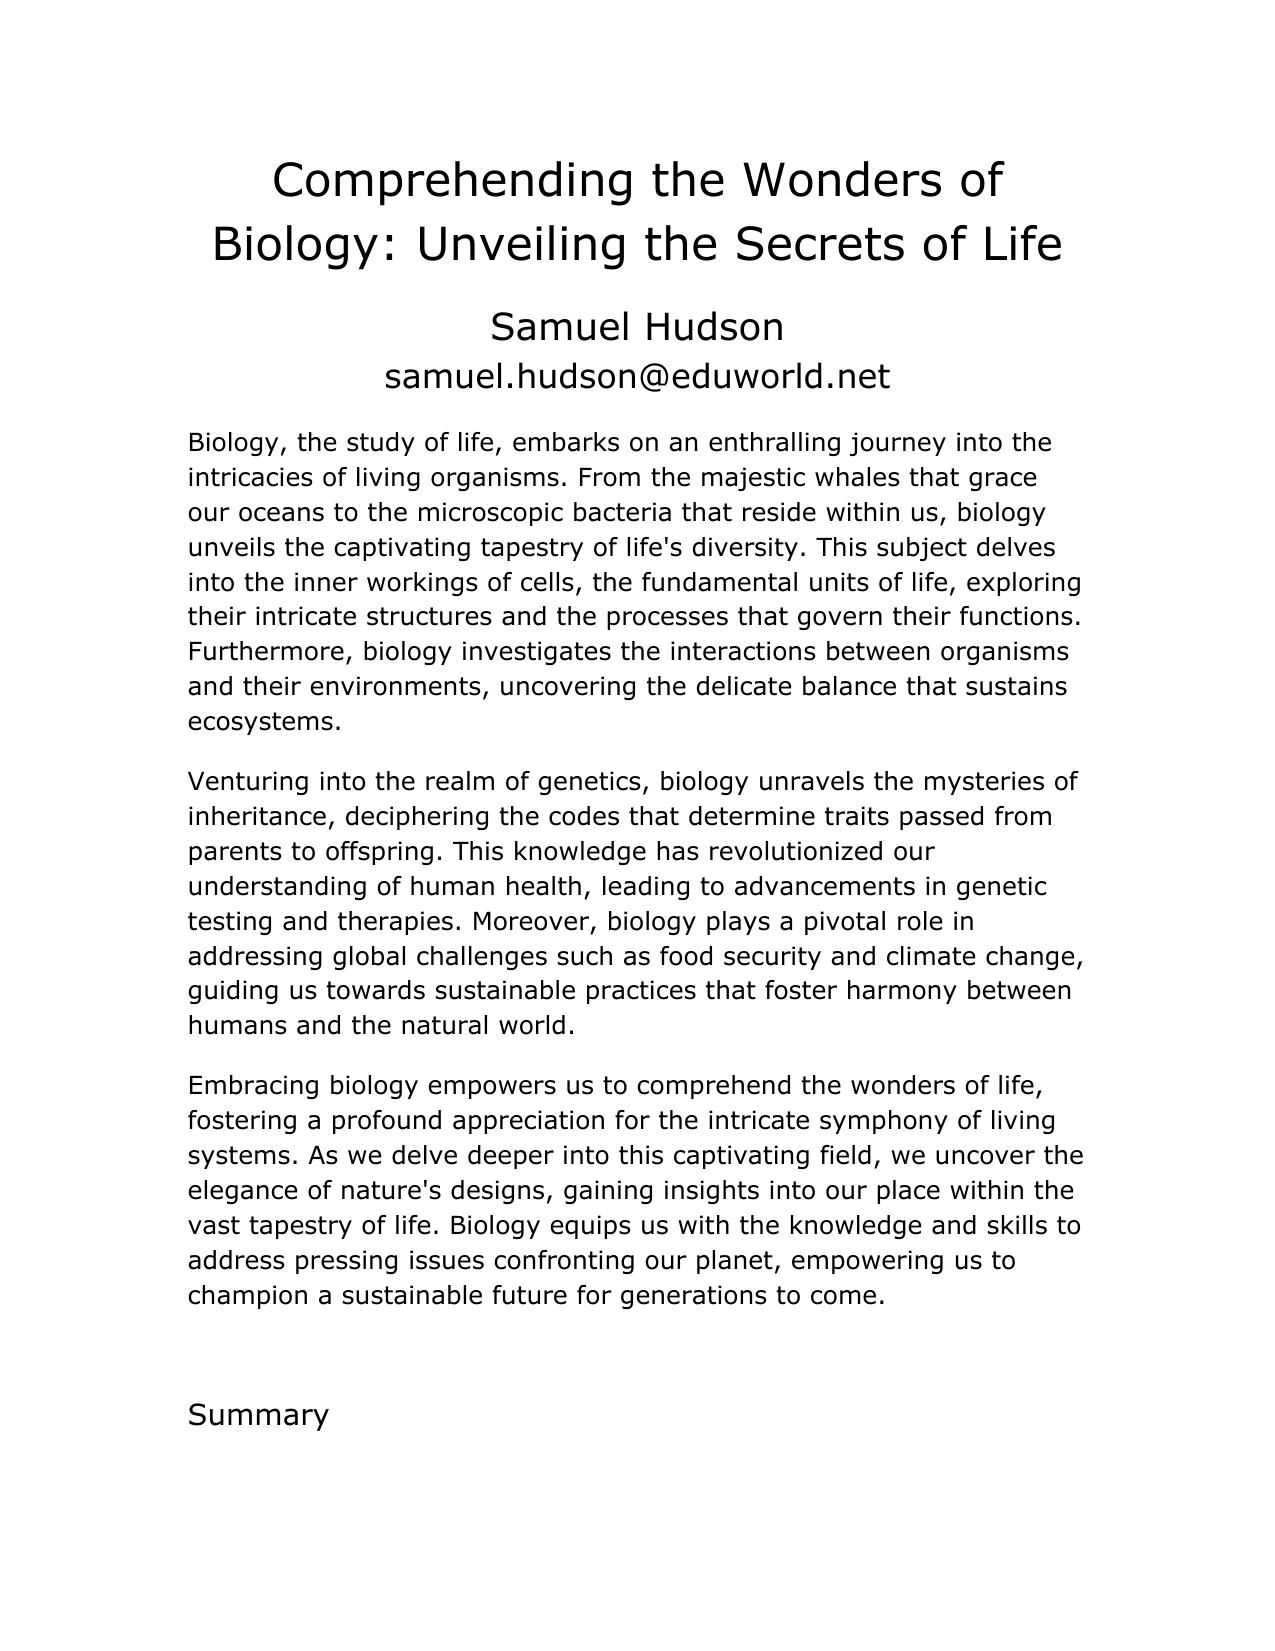 Comprehending the Wonders of
Biology: Unveiling the Secrets of Life
Samuel Hudson
samuel.hudson@eduworld.net
Biology, the study of life, embarks on an enthralling journey into the
intricacies of living organisms. From the majestic whales that grace
our oceans to the microscopic bacteria that reside within us, biology
unveils the captivating tapestry of life's diversity. This subject delves
into the inner workings of cells, the fundamental units of life, exploring
their intricate structures and the processes that govern their functions.
Furthermore, biology investigates the interactions between organisms
and their environments, uncovering the delicate balance that sustains
ecosystems.
Venturing into the realm of genetics, biology unravels the mysteries of
inheritance, deciphering the codes that determine traits passed from
parents to offspring. This knowledge has revolutionized our
understanding of human health, leading to advancements in genetic
testing and therapies. Moreover, biology plays a pivotal role in
addressing global challenges such as food security and climate change,
guiding us towards sustainable practices that foster harmony between
humans and the natural world.
Embracing biology empowers us to comprehend the wonders of life,
fostering a profound appreciation for the intricate symphony of living
systems. As we delve deeper into this captivating field, we uncover the
elegance of nature's designs, gaining insights into our place within the
vast tapestry of life. Biology equips us with the knowledge and skills to
address pressing issues confronting our planet, empowering us to
champion a sustainable future for generations to come.
Summary